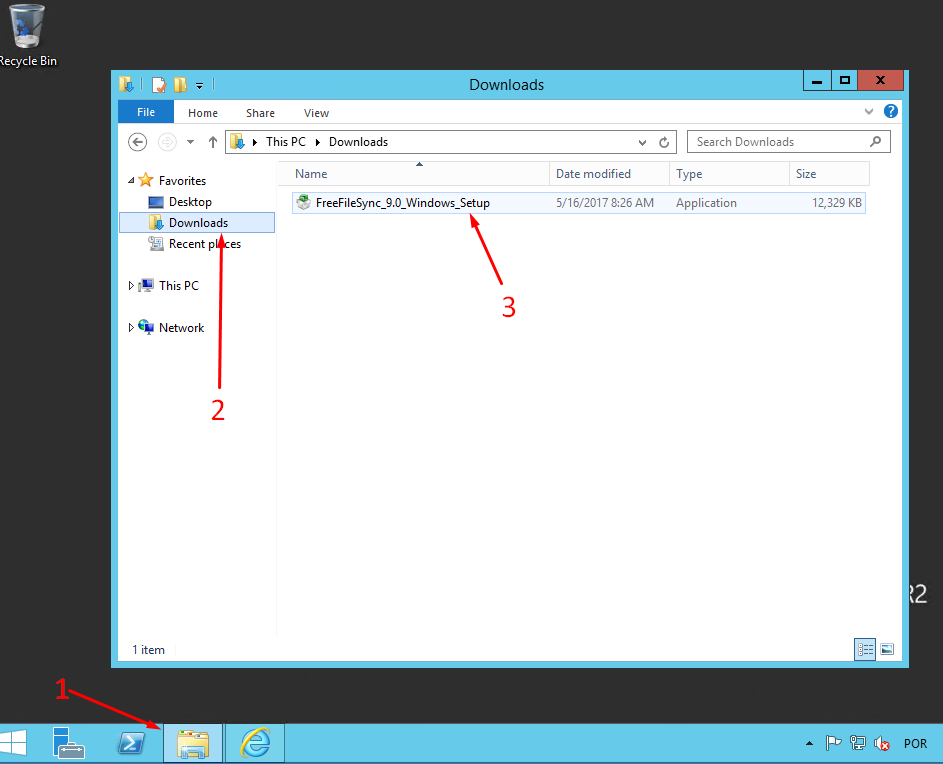 Recycle Bin
Downloads
File Home Share View
This PC Downloads
Search Downloads
Name Date modified Type Size
Favorites
Desktop
Downloads
Recent places
This PC
Network
FreeFileSync_9.0_Windows_Setup 5/16/2017 8:26 AM Application 12,329 KB
3
2
R2
1 item
1
POR